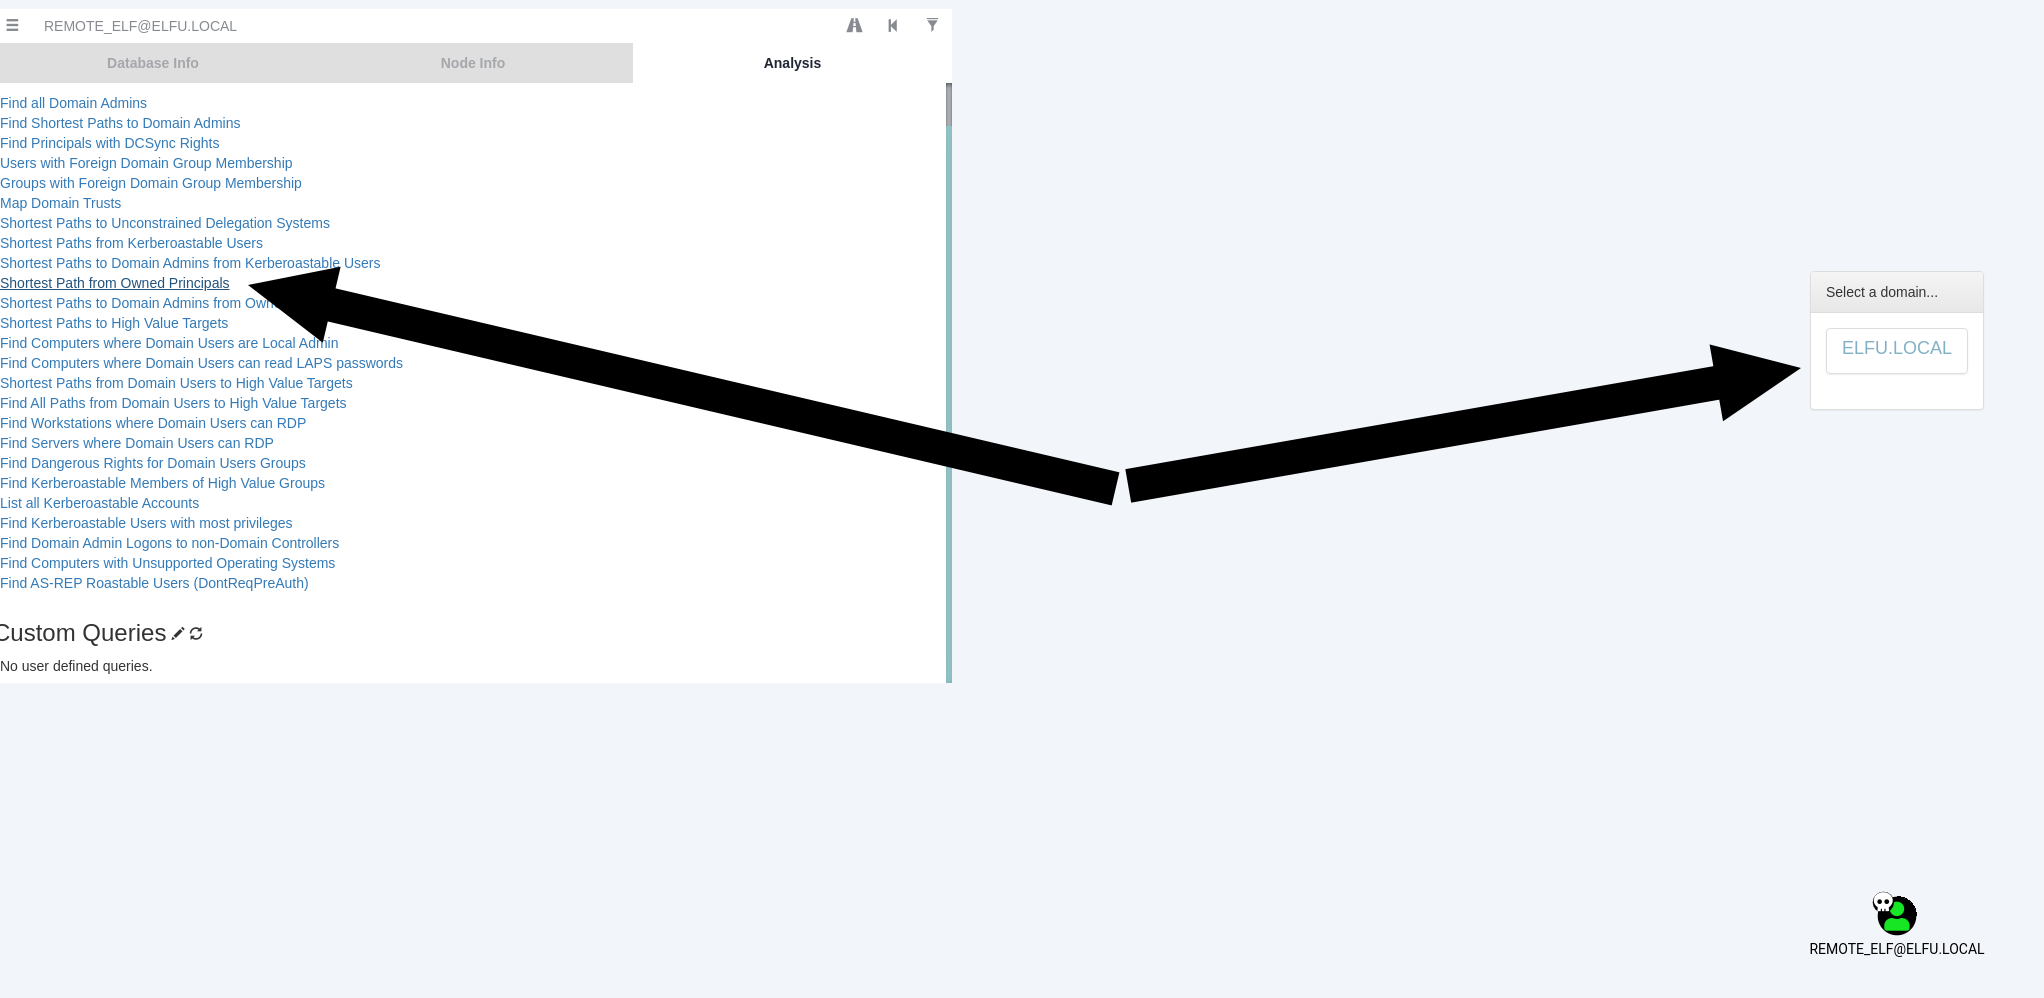 REMOTE_ELF@ELFU.LOCAL
Database Info
Node Info
Analysis
Find all Domain Admins
Find Shortest Paths to Domain Admins
Find Principals with DCSync Rights
Users with Foreign Domain Group Membership
Groups with Foreign Domain Group Membership
Map Domain Trusts
Shortest Paths to Unconstrained Delegation Systems
Shortest Paths from Kerberoastable Users
Shortest Paths to Domain Admins from Kerberoastable Users
Shortest Path from Owned Principals
Shortest Paths to Domain Admins from Own
Shortest Paths to High Value Targets
Find Computers where Domain Users are Local Admin
Find Computers where Domain Users can read LAPS passwords
Shortest Paths from Domain Users to High Value Targets
Find All Paths from Domain Users to High Value Targets
Find Workstations where Domain Users can RDP
Find Servers where Domain Users can RDP
Find Dangerous Rights for Domain Users Groups
Find Kerberoastable Members of High Value Groups
List all Kerberoastable Accounts
Find Kerberoastable Users with most privileges
Find Domain Admin Logons to non-Domain Controllers
Find Computers with Unsupported Operating Systems
Find AS-REP Roastable Users (DontReqPreAuth)
Custom Queries
No user defined queries.
Select a domain...
ELFU.LOCAL
REMOTE_ELF@ELFU.LOCAL